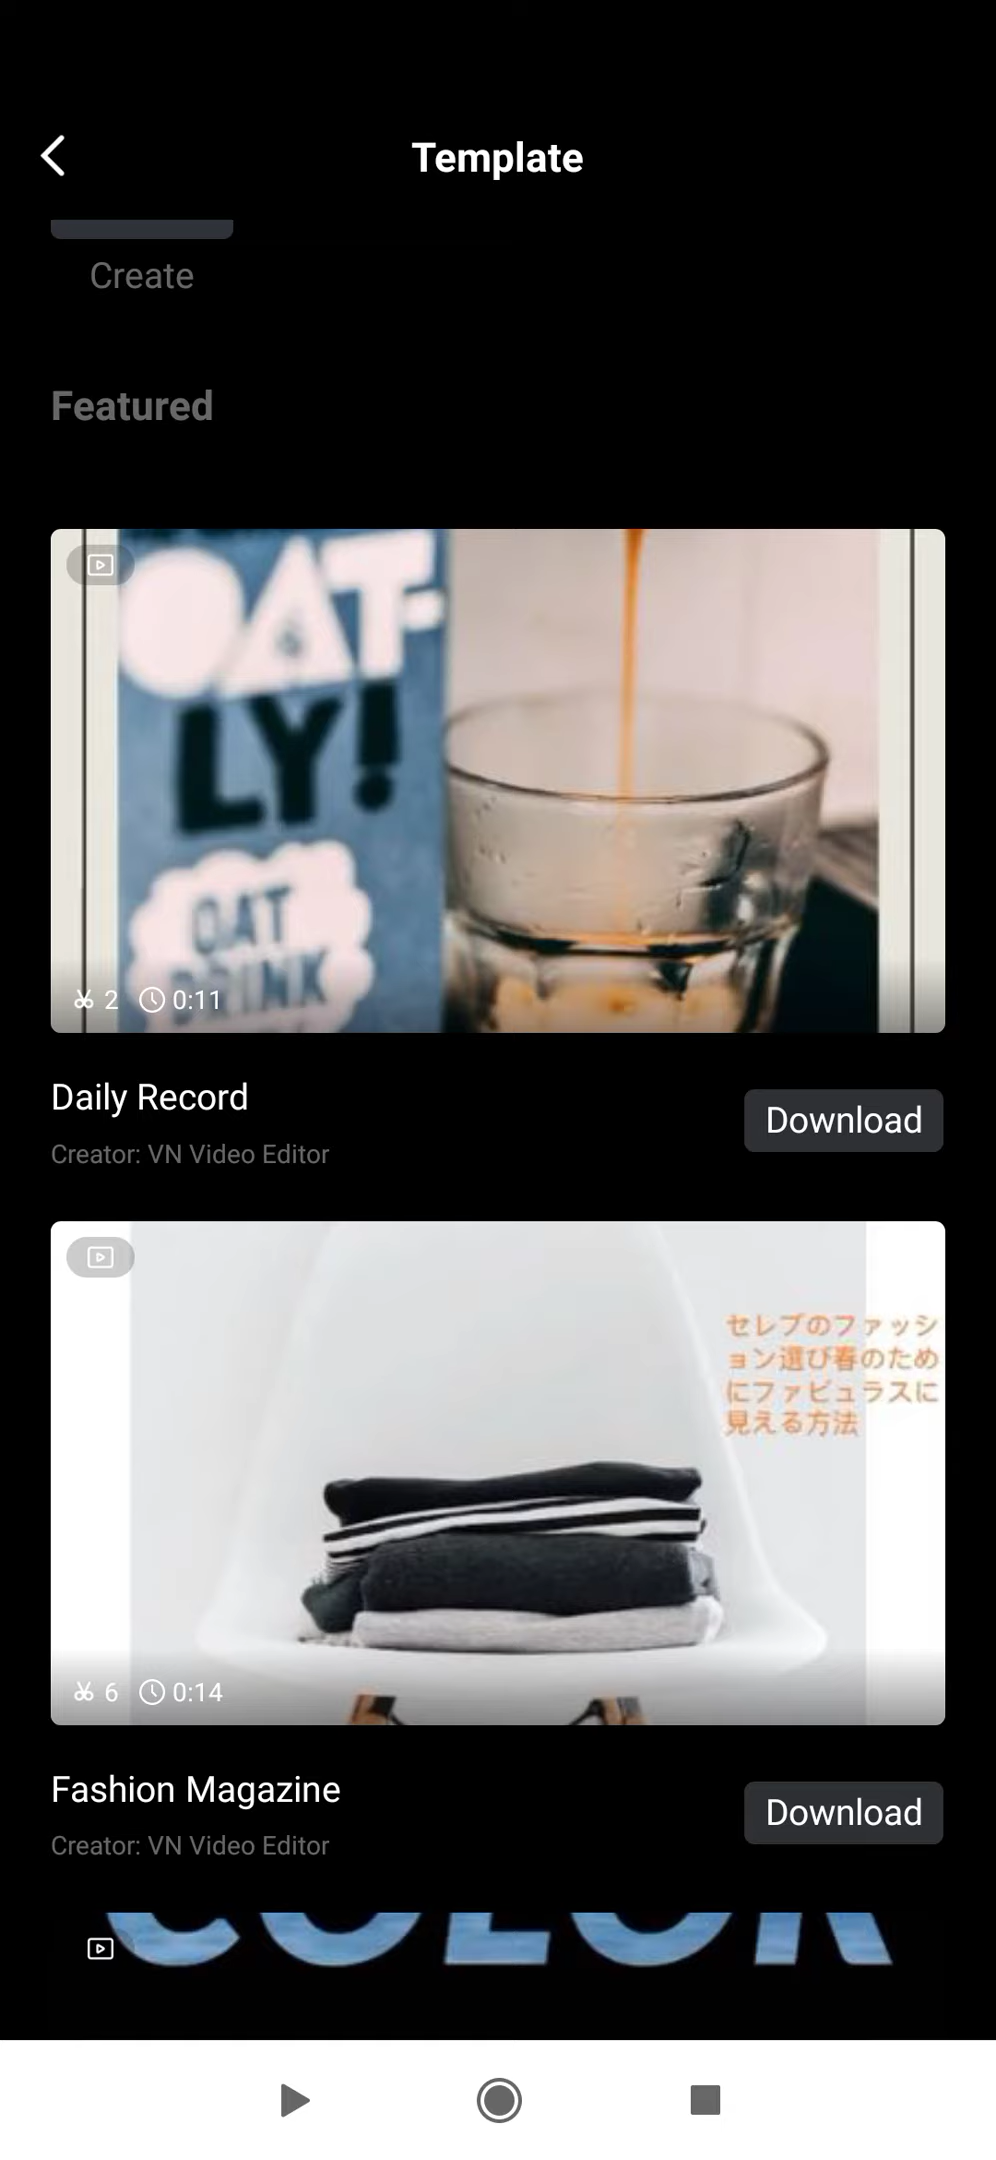 Template
Create
Featured
OAT-
LY!
OAT
DRINK
2 0:11
Daily Record
Creator: VN Video Editor
Download
セレブのファッシ
ョン選び春のため
にファビュラスに
見える方法
6 0:14
Fashion Magazine
Creator: VN Video Editor
Download
COLOR